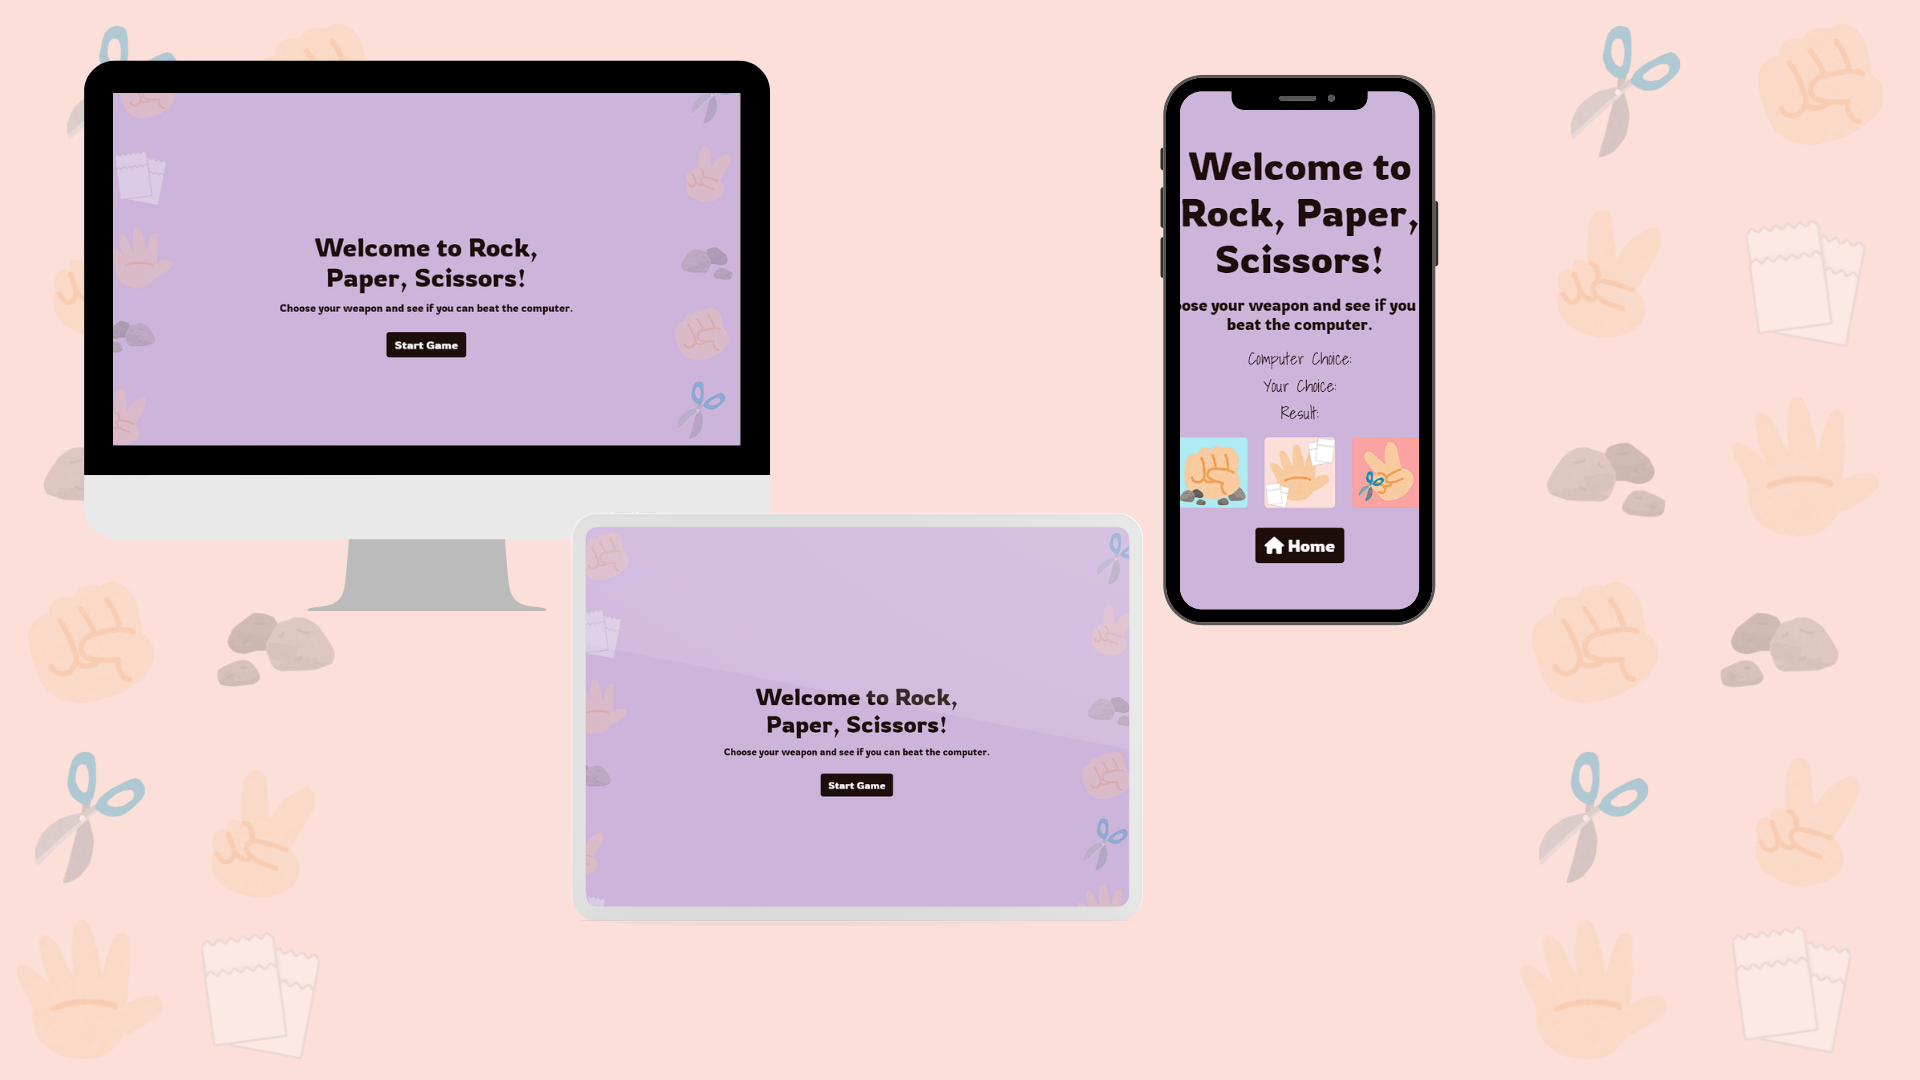 Welcome to Rock,
Paper, Scissors!
Choose your weapon and see if you can beat the computer.
Start Game
Welcome to Rock,
Paper, Scissors!
Choose your weapon and see if you can beat the computer.
Start Game
Welcome to
Rock, Paper,
Scissors!
oose your weapon and see if you
beat the computer.
Computer Choice:
Your Choice:
Result:
Home